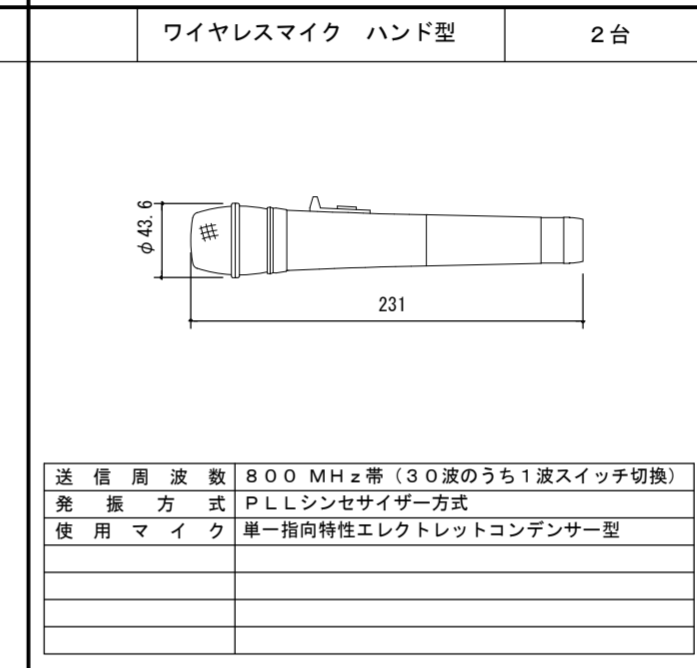 ワイヤレスマイク　ハンド型　２台
φ43.6
231
送信周波数　８００ ＭＨｚ帯（３０波のうち１波スイッチ切換）
発振方式　ＰＬＬシンセサイザー方式
使用マイク　単一指向特性エレクトレットコンデンサー型